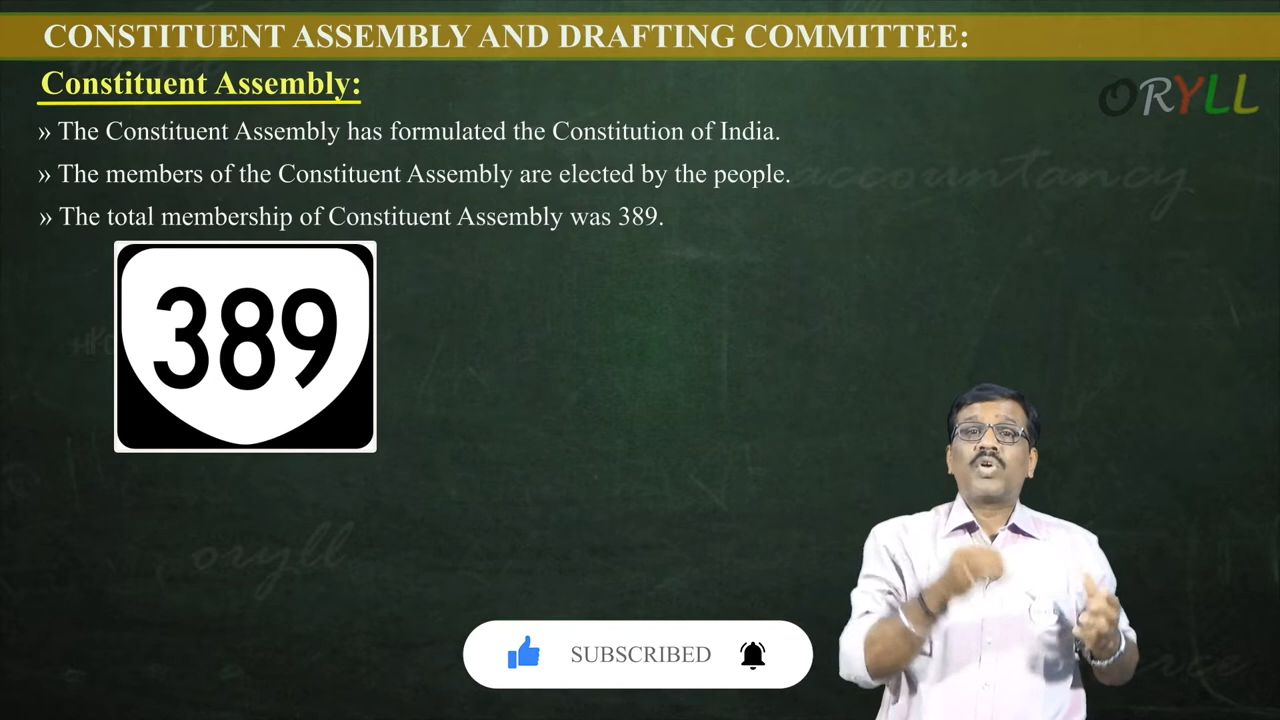 CONSTITUENT ASSEMBLY AND DRAFTING COMMITTEE:
Constituent Assembly:
ORYLL
» The Constituent Assembly has formulated the Constitution of India.
» The members of the Constituent Assembly are elected by the people.
accountancy
» The total membership of Constituent Assembly was 389.
389
oryll
SUBSCRIBED